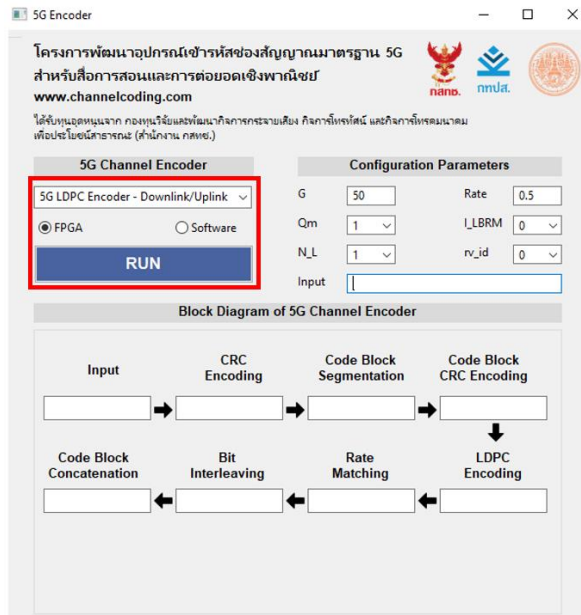 5G Encoder
โครงการพัฒนาอุปกรณ์เข้ารหัสช่องสัญญาณมาตรฐาน 5G
สำหรับสื่อการสอนและการต่อยอดเชิงพาณิชย์
www.channelcoding.com
ได้รับทุนอุดหนุนจาก กองทุนวิจัยและพัฒนากิจการกระจายเสียง กิจการโทรทัศน์ และกิจการโทรคมนาคม
เพื่อประโยชน์สาธารณะ (สำนักงาน กสทช.)
กสทช.
กทปส.
5G Channel Encoder
5G LDPC Encoder - Downlink/Uplink
FPGA Software
RUN
Configuration Parameters
G 50 Rate 0.5
Qm 1 I_LBRM 0
N_L 1 rv_id 0
Input
Block Diagram of 5G Channel Encoder
Input
CRC
Encoding
Code Block
Segmentation
Code Block
CRC Encoding
Code Block
Concatenation
Bit
Interleaving
Rate
Matching
LDPC
Encoding